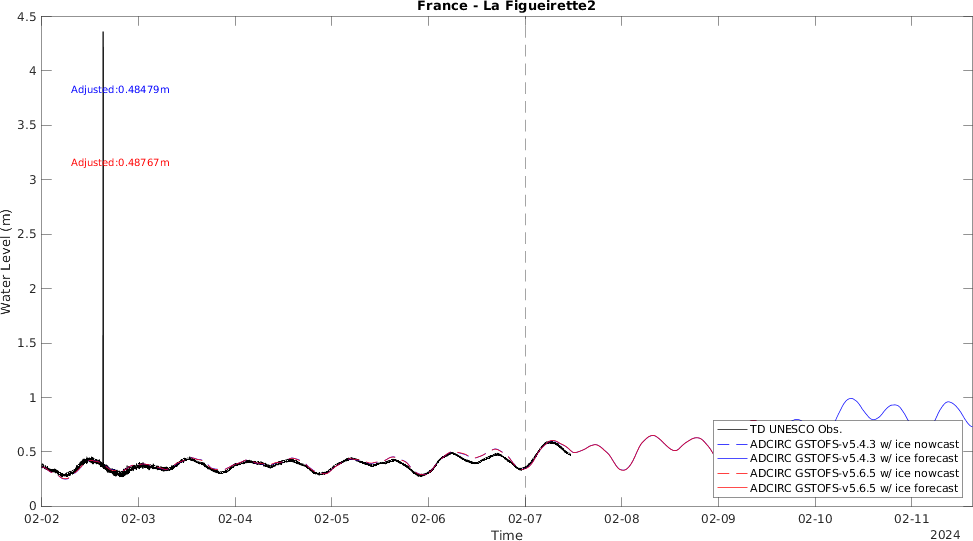 France - La Figueirette2
4.5
4
3.5
3
2.5
2
1.5
1
0.5
0
Water Level (m)
Adjusted:0.48479m
Adjusted:0.48767m
TD UNESCO Obs.
ADCIRC GSTOFS-v5.4.3 w/ ice nowcast
ADCIRC GSTOFS-v5.4.3 w/ ice forecast
ADCIRC GSTOFS-v5.6.5 w/ ice nowcast
ADCIRC GSTOFS-v5.6.5 w/ ice forecast
02-02 02-03 02-04 02-05 02-06 02-07 02-08 02-09 02-10 02-11
Time
2024